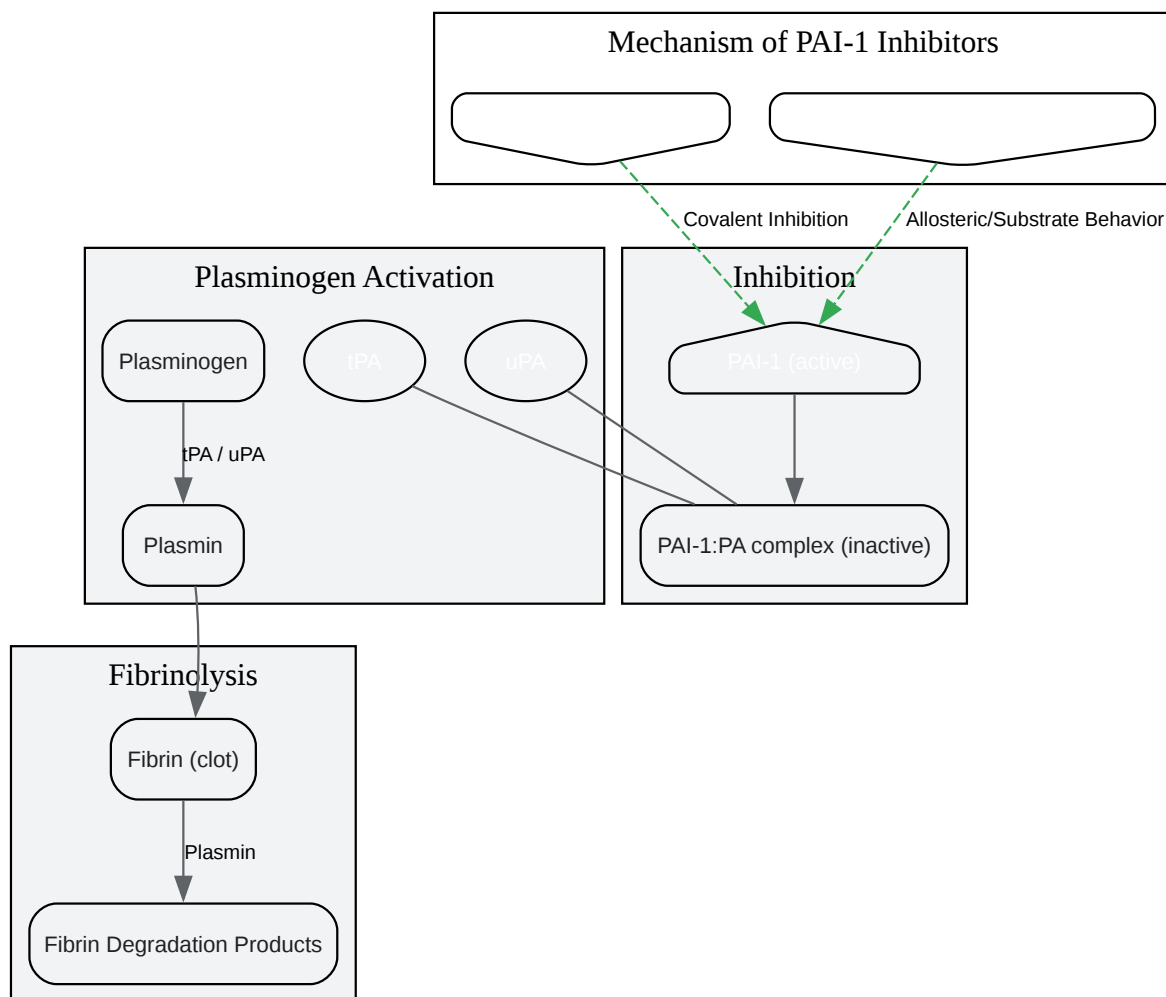 Mechanism of PAI-1 Inhibitors
Covalent Inhibition
Allosteric/Substrate Behavior
Plasminogen Activation
Inhibition
Plasminogen
tPA
uPA
PAI-1 (active)
tPA / uPA
Plasmin
PAI-1:PA complex (inactive)
Fibrinolysis
Fibrin (clot)
Plasmin
Fibrin Degradation Products